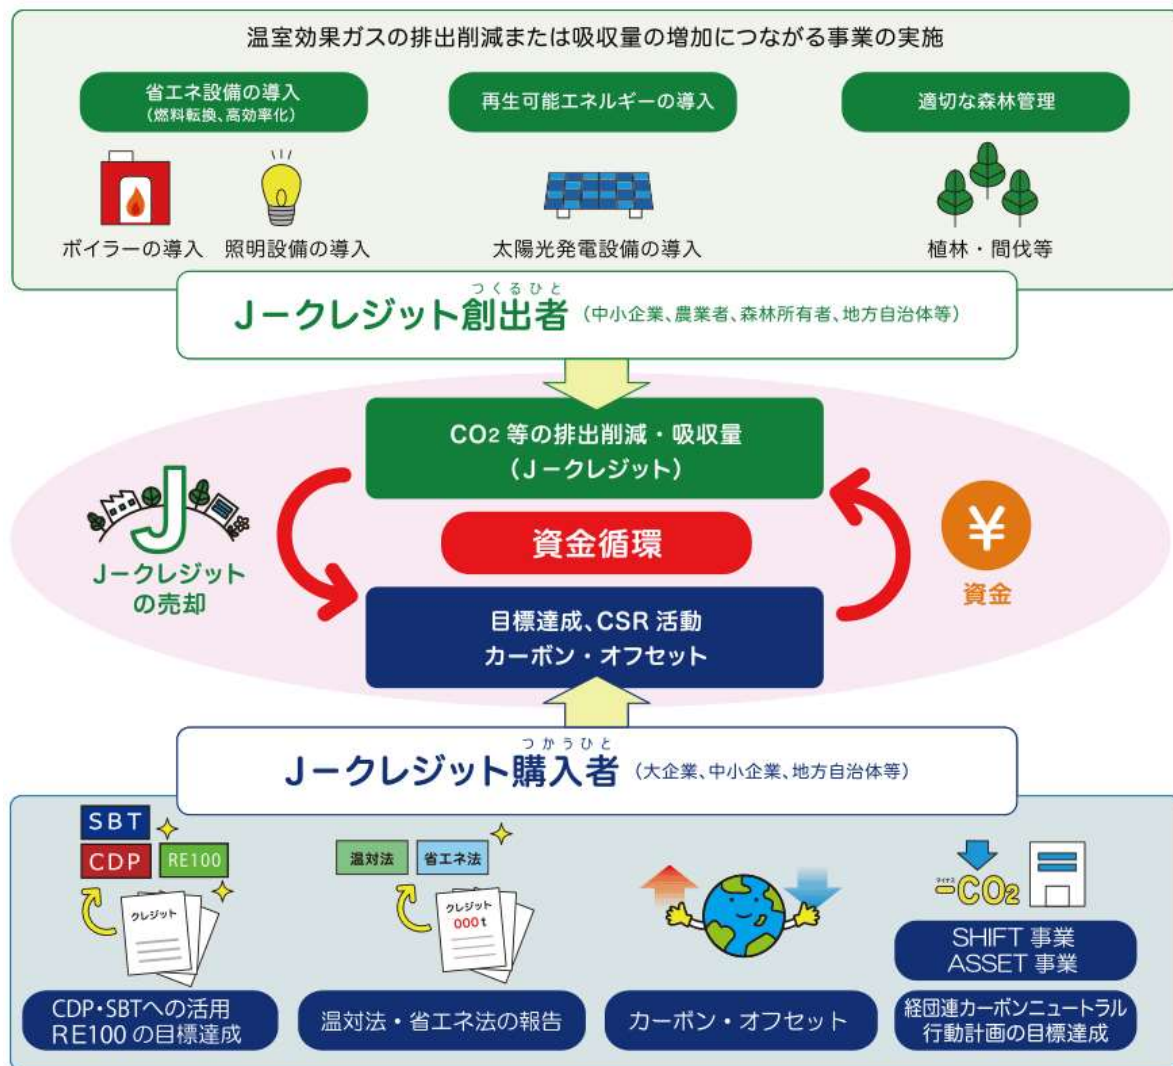 温室効果ガスの排出削減または吸収量の増加につながる事業の実施
省エネ設備の導入
(燃料転換、高効率化)
再生可能エネルギーの導入
適切な森林管理
ボイラーの導入
照明設備の導入
太陽光発電設備の導入
植林・間伐等
つくるひと
J－クレジット創出者(中小企業、農業者、森林所有者、地方自治体等)
CO2 等の排出削減・吸収量
(J－クレジット)
J
J－クレジット
の売却
資金循環
¥
資金
目標達成、CSR 活動
カーボン・オフセット
つかうひと
J－クレジット購入者(大企業、中小企業、地方自治体等)
SBT
CDP
RE100
クレジット
CDP・SBTへの活用
RE100 の目標達成
温対法
省エネ法
クレジット
000t
温対法・省エネ法の報告
カーボン・オフセット
マイナス
－CO2
SHIFT 事業
ASSET 事業
経団連カーボンニュートラル
行動計画の目標達成